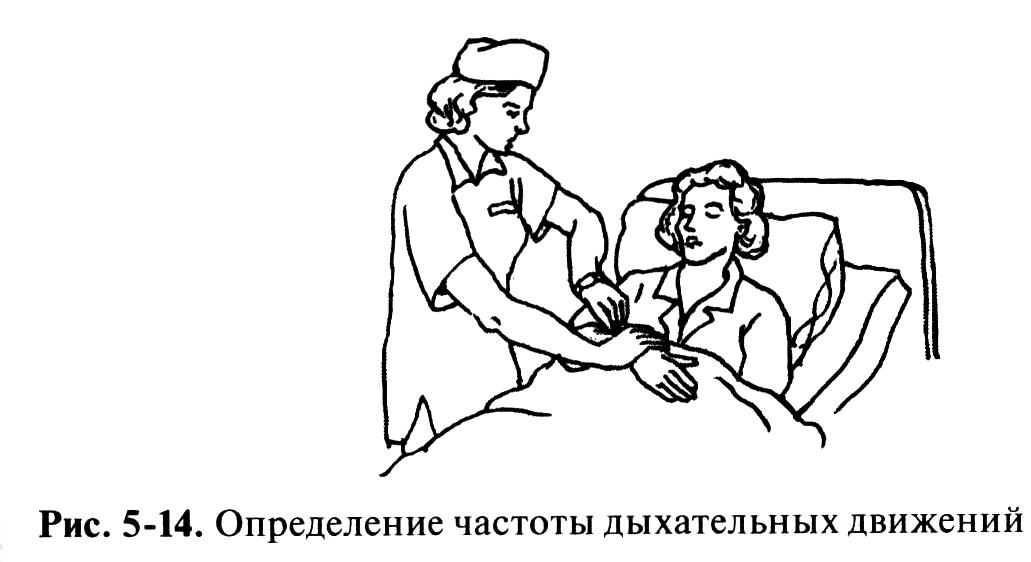 Рис. 5-14. Определение частоты дыхательных движений